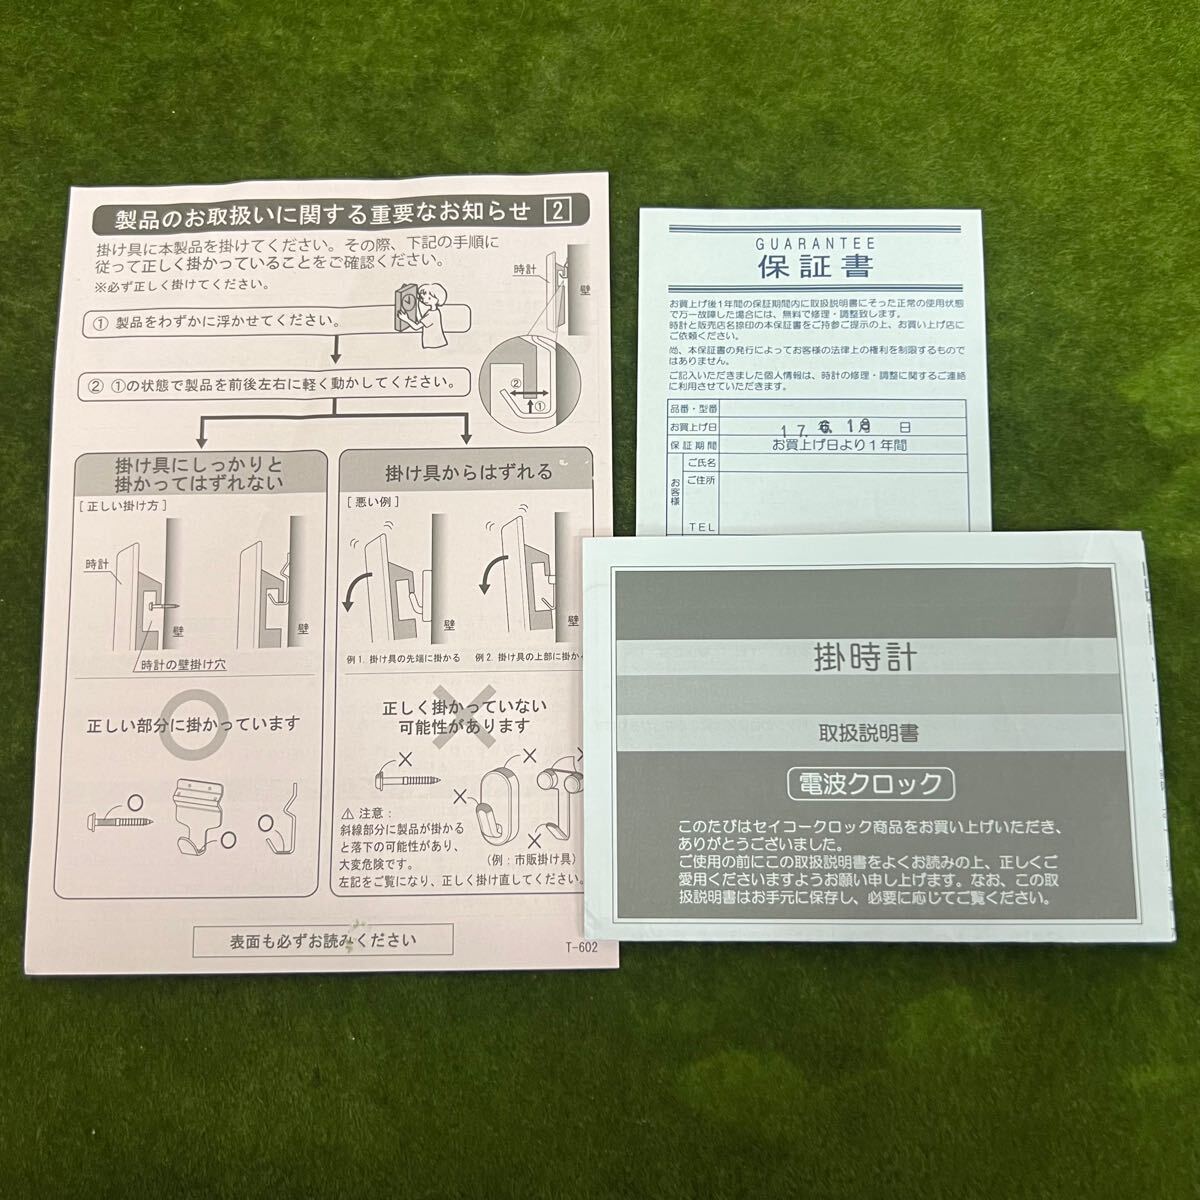 製品のお取扱いに関する重要なお知らせ 2
掛け具に本製品を掛けてください。その際、下記の手順に
従って正しく掛かっていることをご確認ください。
※必ず正しく掛けてください。
時計
壁
① 製品をわずかに浮かせてください。
② ①の状態で製品を前後左右に軽く動かしてください。
②
①
掛け具にしっかりと
掛かってはずれない
[正しい掛け方]
時計
壁
壁
時計の壁掛け穴
正しい部分に掛かっています
掛け具からはずれる
[悪い例]
壁
壁
例1. 掛け具の先端に掛かる
例2. 掛け具の上部に掛か
正しく掛かっていない
可能性があります
⚠ 注意:
斜線部分に製品が掛かる
と落下の可能性があり、
大変危険です。
(例:市販掛け具)
左記をご覧になり、正しく掛け直してください。
表面も必ずお読みください
T-602
GUARANTEE
保証書
お買上げ後1年間の保証期間内に取扱説明書にそった正常の使用状態
で万一故障した場合には、無料で修理・調整致します。
時計と販売店名捺印の本保証書をご持参ご提示の上、お買い上げ店に
ご依頼ください。
尚、本保証書の発行によってお客様の法律上の権利を制限するもので
はありません。
ご記入いただきました個人情報は、時計の修理・調整に関するご連絡
に利用させていただきます。
品番・型番
お買上げ日 17. 年 6. 月 18 日
保証期間 お買上げ日より1年間
お客様
ご氏名
ご住所
TEL
掛時計
取扱説明書
電波クロック
このたびはセイコークロック商品をお買い上げいただき、
ありがとうございました。
ご使用の前にこの取扱説明書をよくお読みの上、正しくご
愛用くださいますようお願い申し上げます。なお、この取
扱説明書はお手元に保存し、必要に応じてご覧ください。